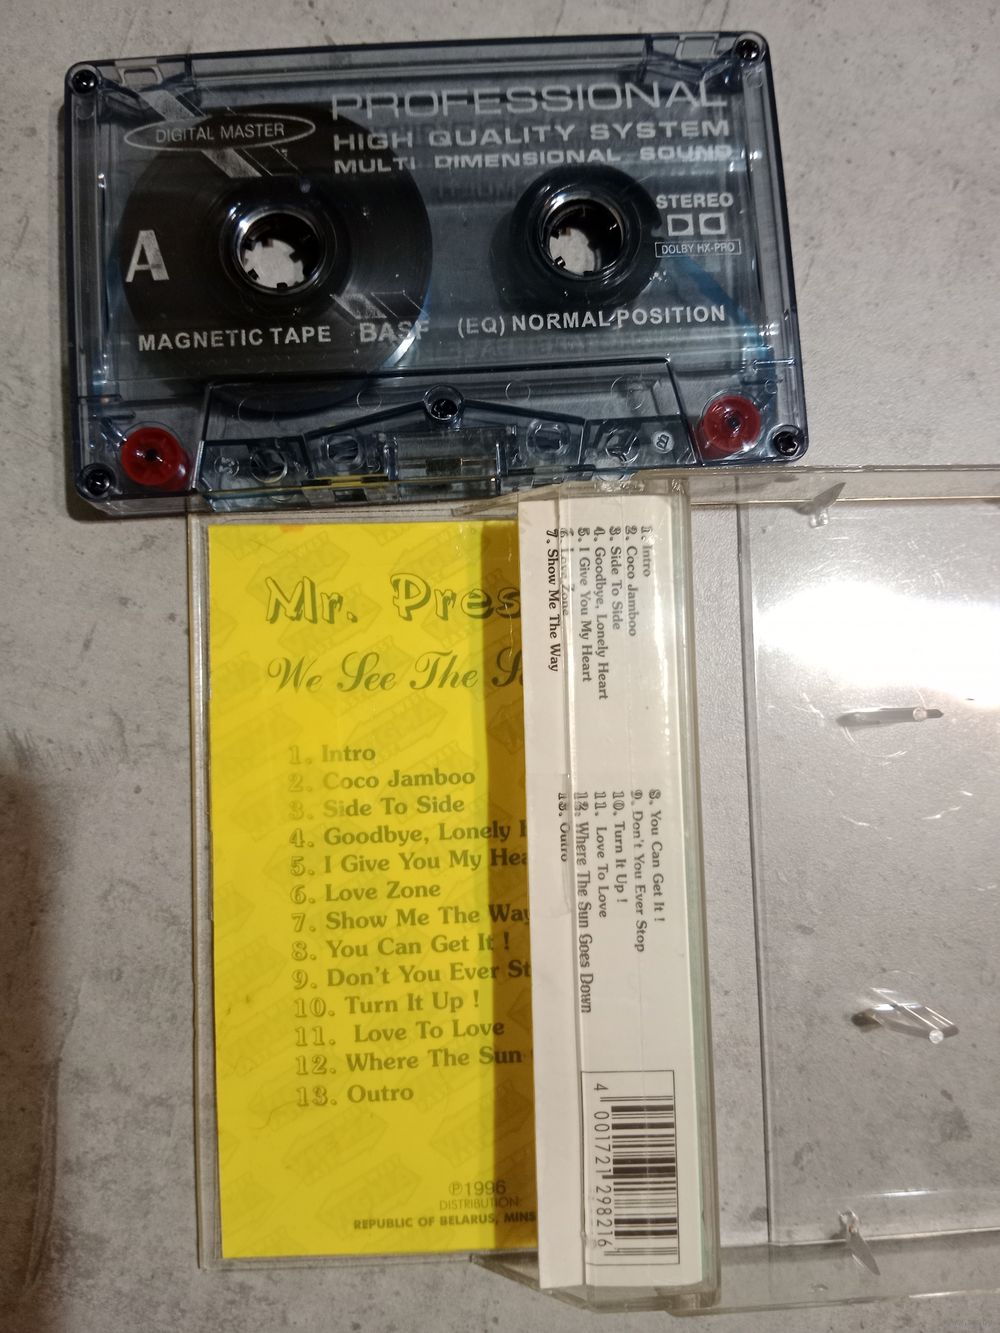 PROFESSIONAL
DIGITAL MASTER
HIGH QUALITY SYSTEM
MULTI DIMENSIONAL SOUND
STEREO
DOLBY HX-PRO
A
MAGNETIC TAPE BASF (EQ) NORMAL POSITION
Mr.
We See The
1. Intro
2. Coco Jamboo
3. Side To Side
4. Goodbye, Lonely
5. I Give You My
6. Love Zone
7. Show Me The Way
8. You Can Get It !
9. Don't You Ever
10. Turn It Up !
11. Love To Love
12. Where The Sun
13. Outro
℗1996
DISTRIBUTION:
REPUBLIC OF BELARUS,
1. Intro
2. Coco Jamboo
3. Side To Side
4. Goodbye, Lonely Heart
5. I Give You My Heart
6. Love Zone
7. Show Me The Way
8. You Can Get It !
9. Don't You Ever Stop
10. Turn It Up !
11. Love To Love
12. Where The Sun Goes Down
13. Outro
4 001721 298216